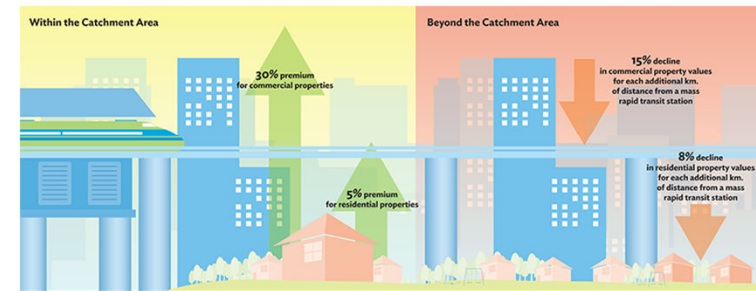 Within the Catchment Area
30% premium
for commercial properties
5% premium
for residential properties
Beyond the Catchment Area
15% decline
in commercial property values
for each additional km.
of distance from a mass
rapid transit station
8% decline
in residential property values
for each additional km.
of distance from a mass
rapid transit station